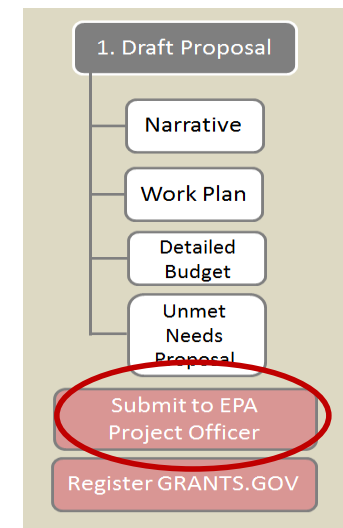 1. Draft Proposal
Narrative
Work Plan
Detailed
Budget
Unmet
Needs
Proposal
Submit to EPA
Project Officer
Register GRANTS.GOV